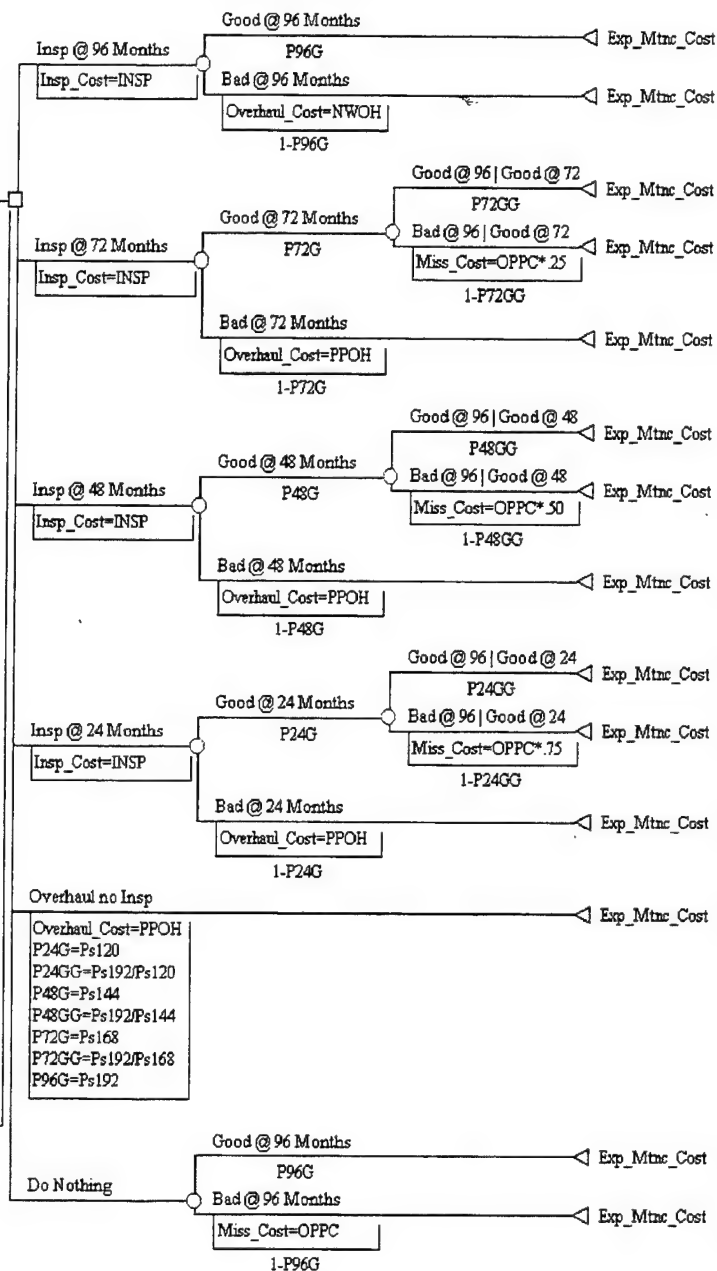 Good @ 96 Months
Insp @ 96 Months
P96G
Exp_Mtnc_Cost
Insp_Cost=INSP
Bad @ 96 Months
Exp_Mtnc_Cost
Overhaul_Cost=NWOH
1-P96G
Good @ 96 | Good @ 72
Exp_Mtnc_Cost
Good @ 72 Months
P72GG
Insp @ 72 Months
P72G
Bad @ 96 | Good @ 72
Exp_Mtnc_Cost
Insp_Cost=INSP
Miss_Cost=OPPC*.25
1-P72GG
Bad @ 72 Months
Exp_Mtnc_Cost
Overhaul_Cost=PPOH
1-P72G
Good @ 96 | Good @ 48
Exp_Mtnc_Cost
Good @ 48 Months
P48GG
Insp @ 48 Months
P48G
Bad @ 96 | Good @ 48
Exp_Mtnc_Cost
Insp_Cost=INSP
Miss_Cost=OPPC*.50
1-P48GG
Bad @ 48 Months
Exp_Mtnc_Cost
Overhaul_Cost=PPOH
1-P48G
Good @ 96 | Good @ 24
Exp_Mtnc_Cost
Good @ 24 Months
P24GG
Insp @ 24 Months
P24G
Bad @ 96 | Good @ 24
Exp_Mtnc_Cost
Insp_Cost=INSP
Miss_Cost=OPPC*.75
1-P24GG
Bad @ 24 Months
Exp_Mtnc_Cost
Overhaul_Cost=PPOH
1-P24G
Overhaul no Insp
Exp_Mtnc_Cost
Overhaul_Cost=PPOH
P24G=Ps120
P24GG=Ps192/Ps120
P48G=Ps144
P48GG=Ps192/Ps144
P72G=Ps168
P72GG=Ps192/Ps168
P96G=Ps192
Good @ 96 Months
Exp_Mtnc_Cost
P96G
Do Nothing
Bad @ 96 Months
Exp_Mtnc_Cost
Miss_Cost=OPPC
1-P96G